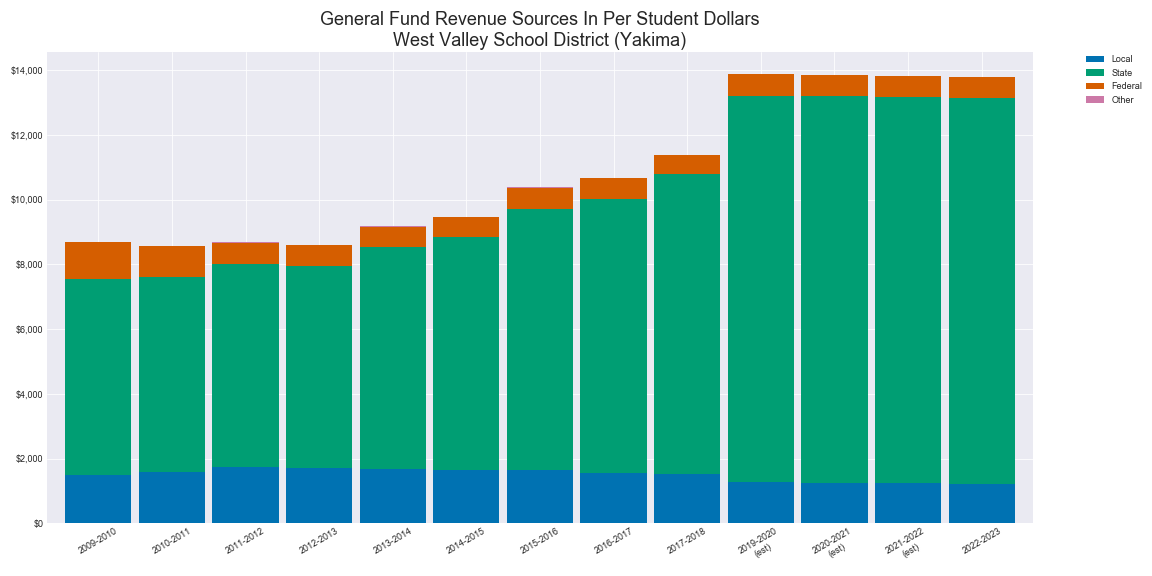 General Fund Revenue Sources In Per Student Dollars
West Valley School District (Yakima)
$14,000
$12,000
$10,000
$8,000
$6,000
$4,000
$2,000
$0
2009-2010
2010-2011
2011-2012
2012-2013
2013-2014
2014-2015
2015-2016
2016-2017
2017-2018
2019-2020
(est)
2020-2021
(est)
2021-2022
(est)
2022-2023
Local
State
Federal
Other